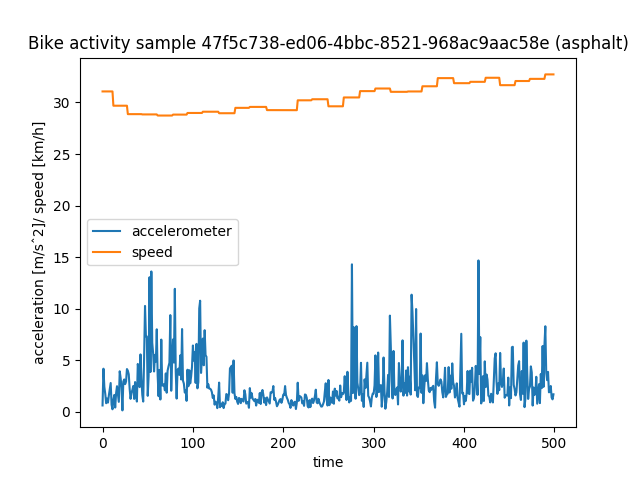 Bike activity sample 47f5c738-ed06-4bbc-8521-968ac9aac58e (asphalt)
acceleration [m/s^2]/ speed [km/h]
30
25
20
15
10
5
0
accelerometer
speed
0 100 200 300 400 500
time